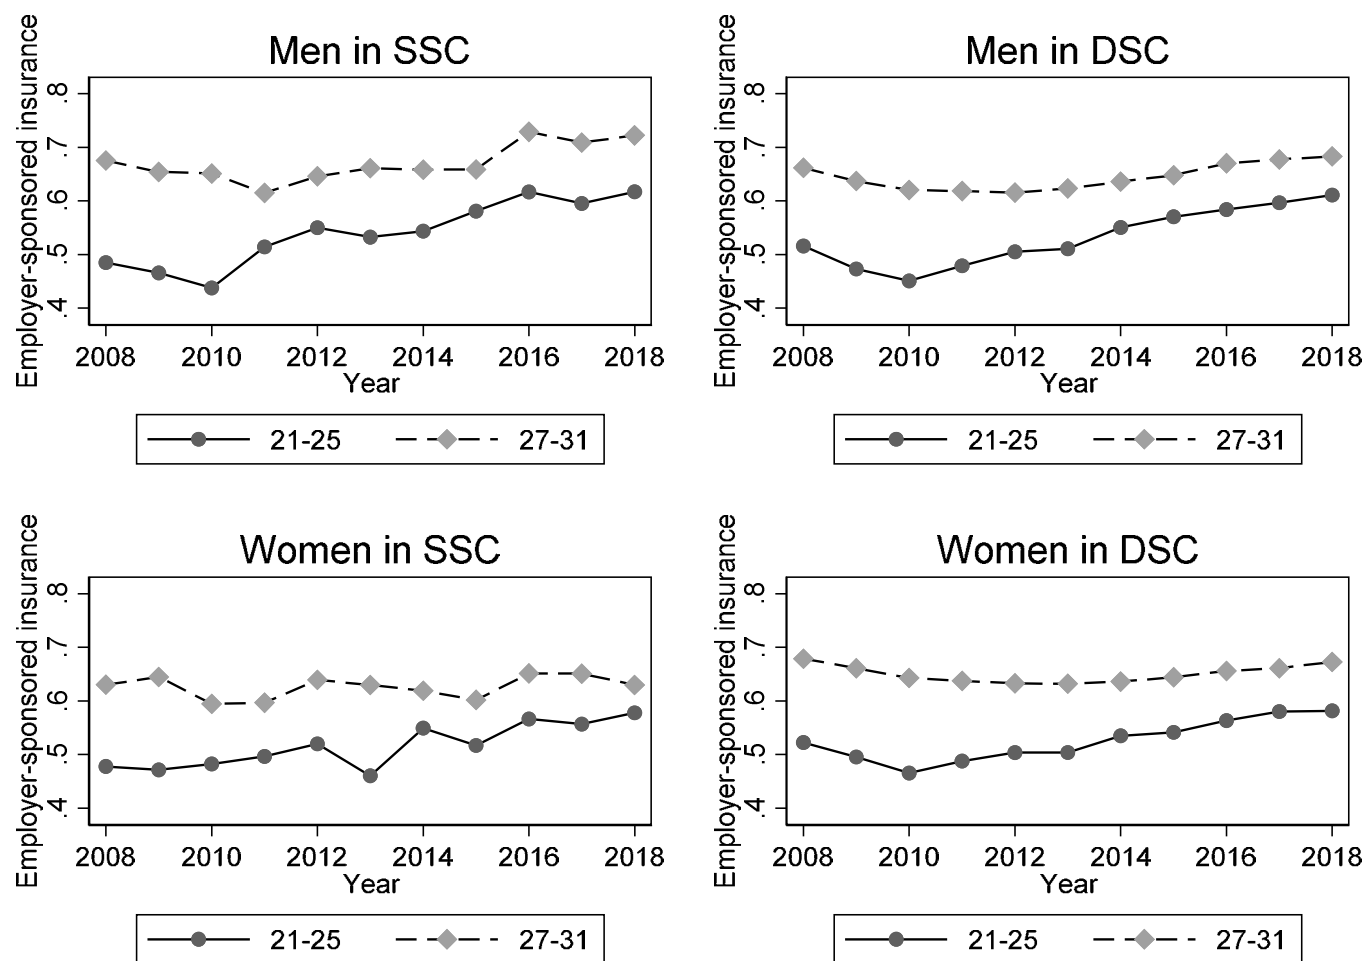 Men in SSC
Employer-sponsored insurance
.8
.7
.6
.5
.4
2008 2010 2012 2014 2016 2018
Year
21-25 27-31
Men in DSC
Employer-sponsored insurance
.8
.7
.6
.5
.4
2008 2010 2012 2014 2016 2018
Year
21-25 27-31
Women in SSC
Employer-sponsored insurance
.8
.7
.6
.5
.4
2008 2010 2012 2014 2016 2018
Year
21-25 27-31
Women in DSC
Employer-sponsored insurance
.8
.7
.6
.5
.4
2008 2010 2012 2014 2016 2018
Year
21-25 27-31